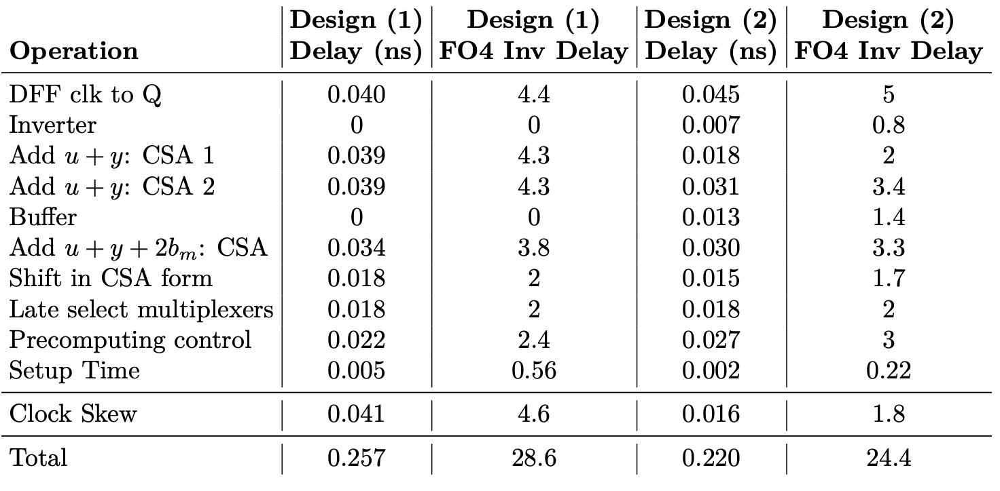 Design (1) Design (1) Design (2) Design (2)
Operation Delay (ns) FO4 Inv Delay Delay (ns) FO4 Inv Delay
DFF clk to Q 0.040 4.4 0.045 5
Inverter 0 0 0.007 0.8
Add u + y: CSA 1 0.039 4.3 0.018 2
Add u + y: CSA 2 0.039 4.3 0.031 3.4
Buffer 0 0 0.013 1.4
Add u + y + 2bₘ: CSA 0.034 3.8 0.030 3.3
Shift in CSA form 0.018 2 0.015 1.7
Late select multiplexers 0.018 2 0.018 2
Precomputing control 0.022 2.4 0.027 3
Setup Time 0.005 0.56 0.002 0.22
Clock Skew 0.041 4.6 0.016 1.8
Total 0.257 28.6 0.220 24.4